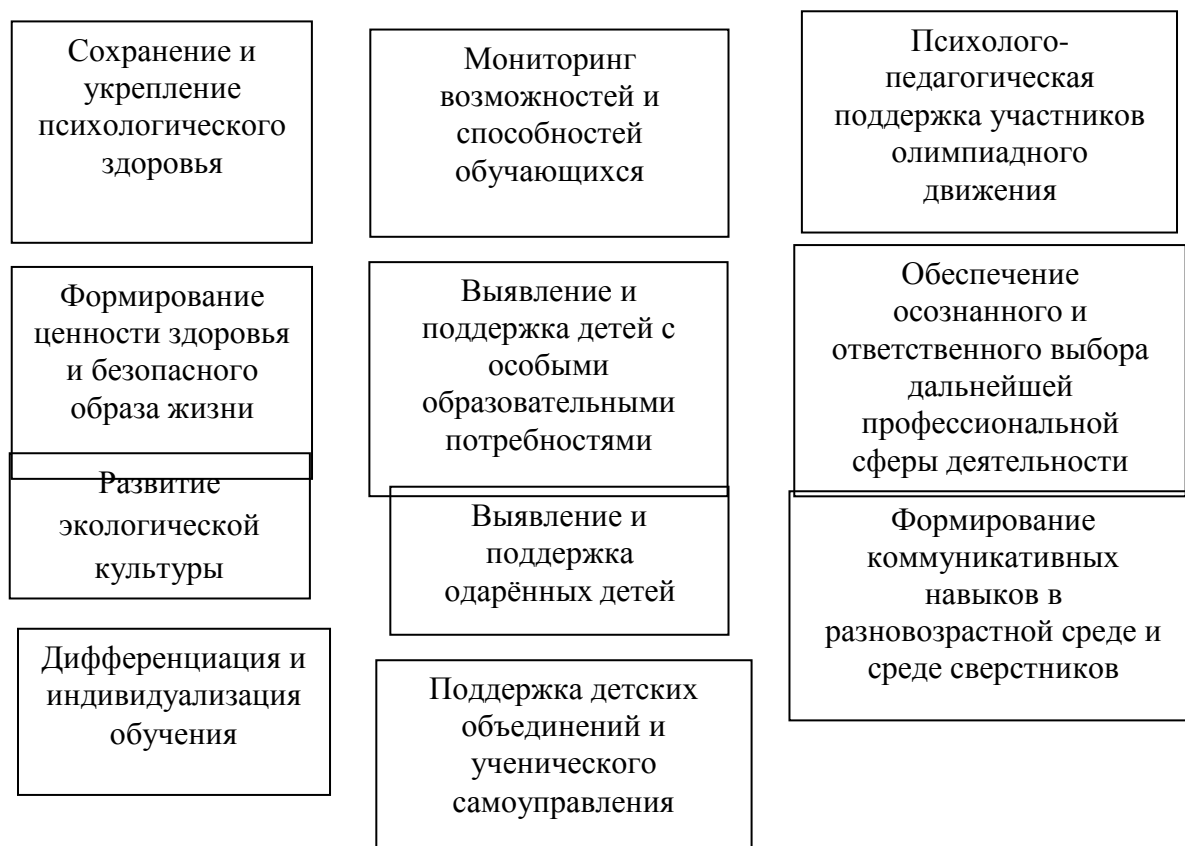 Сохранение и
укрепление
психологического
здоровья
Мониторинг
возможностей и
способностей
обучающихся
Психолого-
педагогическая
поддержка участников
олимпиадного
движения
Формирование
ценности здоровья
и безопасного
образа жизни
Выявление и
поддержка детей с
особыми
образовательными
потребностями
Обеспечение
осознанного и
ответственного выбора
дальнейшей
профессиональной
сферы деятельности
Развитие
экологической
культуры
Выявление и
поддержка
одарённых детей
Формирование
коммуникативных
навыков в
разновозрастной среде и
среде сверстников
Дифференциация и
индивидуализация
обучения
Поддержка детских
объединений и
ученического
самоуправления